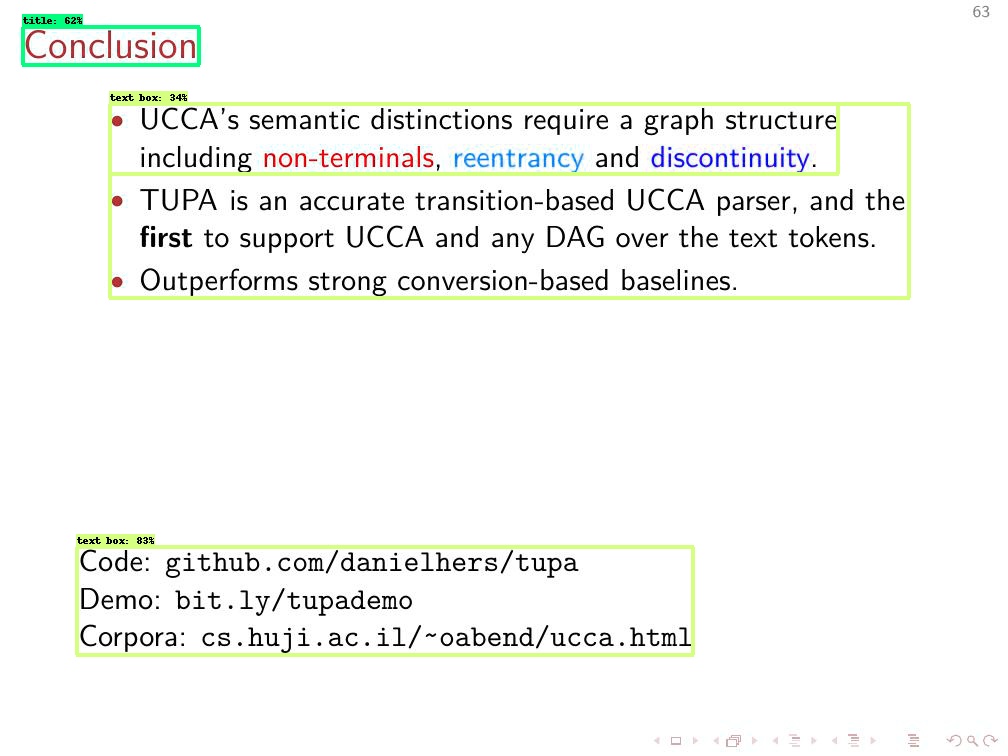 63
title: 62%
Conclusion
text box: 34%
• UCCA's semantic distinctions require a graph structure
including non-terminals, reentrancy and discontinuity.
• TUPA is an accurate transition-based UCCA parser, and the
first to support UCCA and any DAG over the text tokens.
• Outperforms strong conversion-based baselines.
text box: 83%
Code: github.com/danielhers/tupa
Demo: bit.ly/tupademo
Corpora: cs.huji.ac.il/~oabend/ucca.html